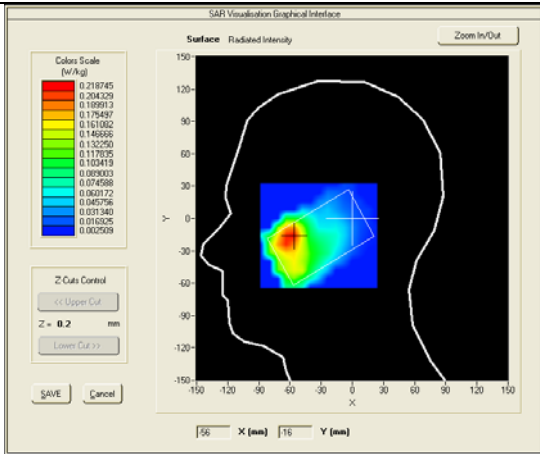 SAR Visualisation Graphical Interface
Surface Radiated Intensity
Zoom In/Out
Colors Scale
(W/kg)
0.218745
0.204329
0.189913
0.175497
0.161082
0.146666
0.132250
0.117835
0.103419
0.089003
0.074588
0.060172
0.045756
0.031340
0.016925
0.002509
150
120
90
60
30
Y 0
-30
-60
-90
-120
-150
-150 -120 -90 -60 -30 0 30 60 90 120 150
X
Z Cuts Control
<< Upper Cut
Z = 0.2 mm
Lower Cut >>
SAVE Cancel
-56 X (mm) -16 Y (mm)